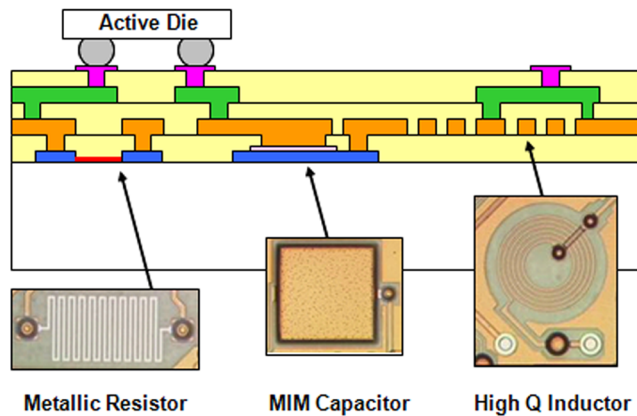 Active Die
Metallic Resistor
MIM Capacitor
High Q Inductor